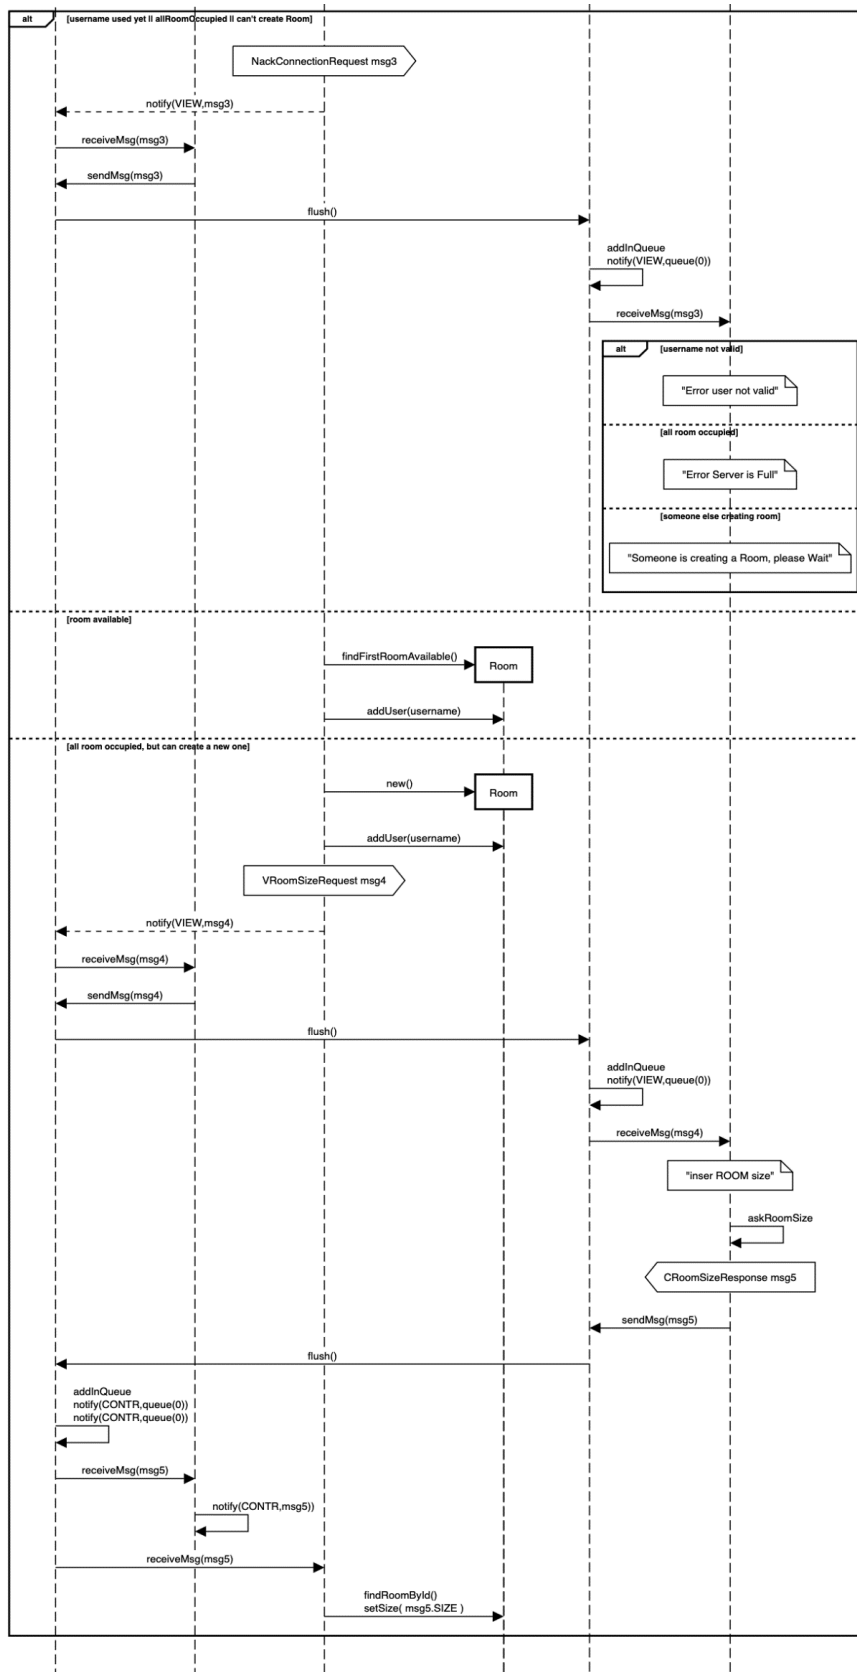 alt
[username used yet || allRoomOccupied || can't create Room]
NackConnectionRequest msg3
notify(VIEW,msg3)
receiveMsg(msg3)
sendMsg(msg3)
flush()
addInQueue
notify(VIEW,queue(0))
receiveMsg(msg3)
alt
[username not valid]
"Error user not valid"
[all room occupied]
"Error Server is Full"
[someone else creating room]
"Someone is creating a Room, please Wait"
[room available]
findFirstRoomAvailable()
Room
addUser(username)
[all room occupied, but can create a new one]
new()
Room
addUser(username)
VRoomSizeRequest msg4
notify(VIEW,msg4)
receiveMsg(msg4)
sendMsg(msg4)
flush()
addInQueue
notify(VIEW,queue(0))
receiveMsg(msg4)
"inser ROOM size"
askRoomSize
CRoomSizeResponse msg5
sendMsg(msg5)
flush()
addInQueue
notify(CONTR,queue(0))
notify(CONTR,queue(0))
receiveMsg(msg5)
notify(CONTR,msg5))
receiveMsg(msg5)
findRoomById()
setSize( msg5.SIZE )